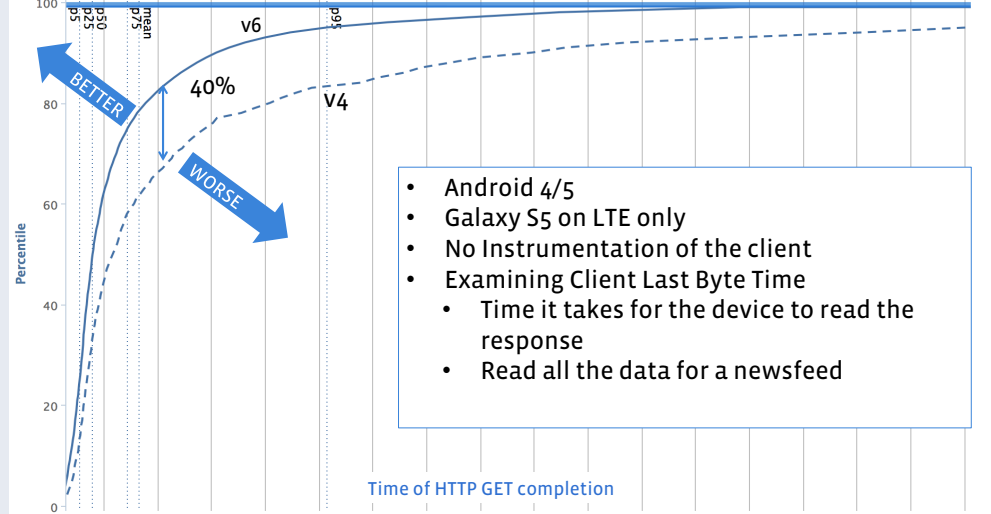 100
80
60
40
20
0
Percentile
p5
p25
p50
p75
mean
p95
v6
40%
v4
BETTER
WORSE
• Android 4/5
• Galaxy S5 on LTE only
• No Instrumentation of the client
• Examining Client Last Byte Time
• Time it takes for the device to read the
response
• Read all the data for a newsfeed
Time of HTTP GET completion